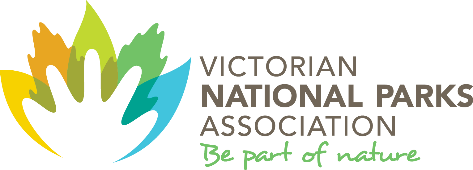 VICTORIAN
NATIONAL PARKS
ASSOCIATION
Be part of nature